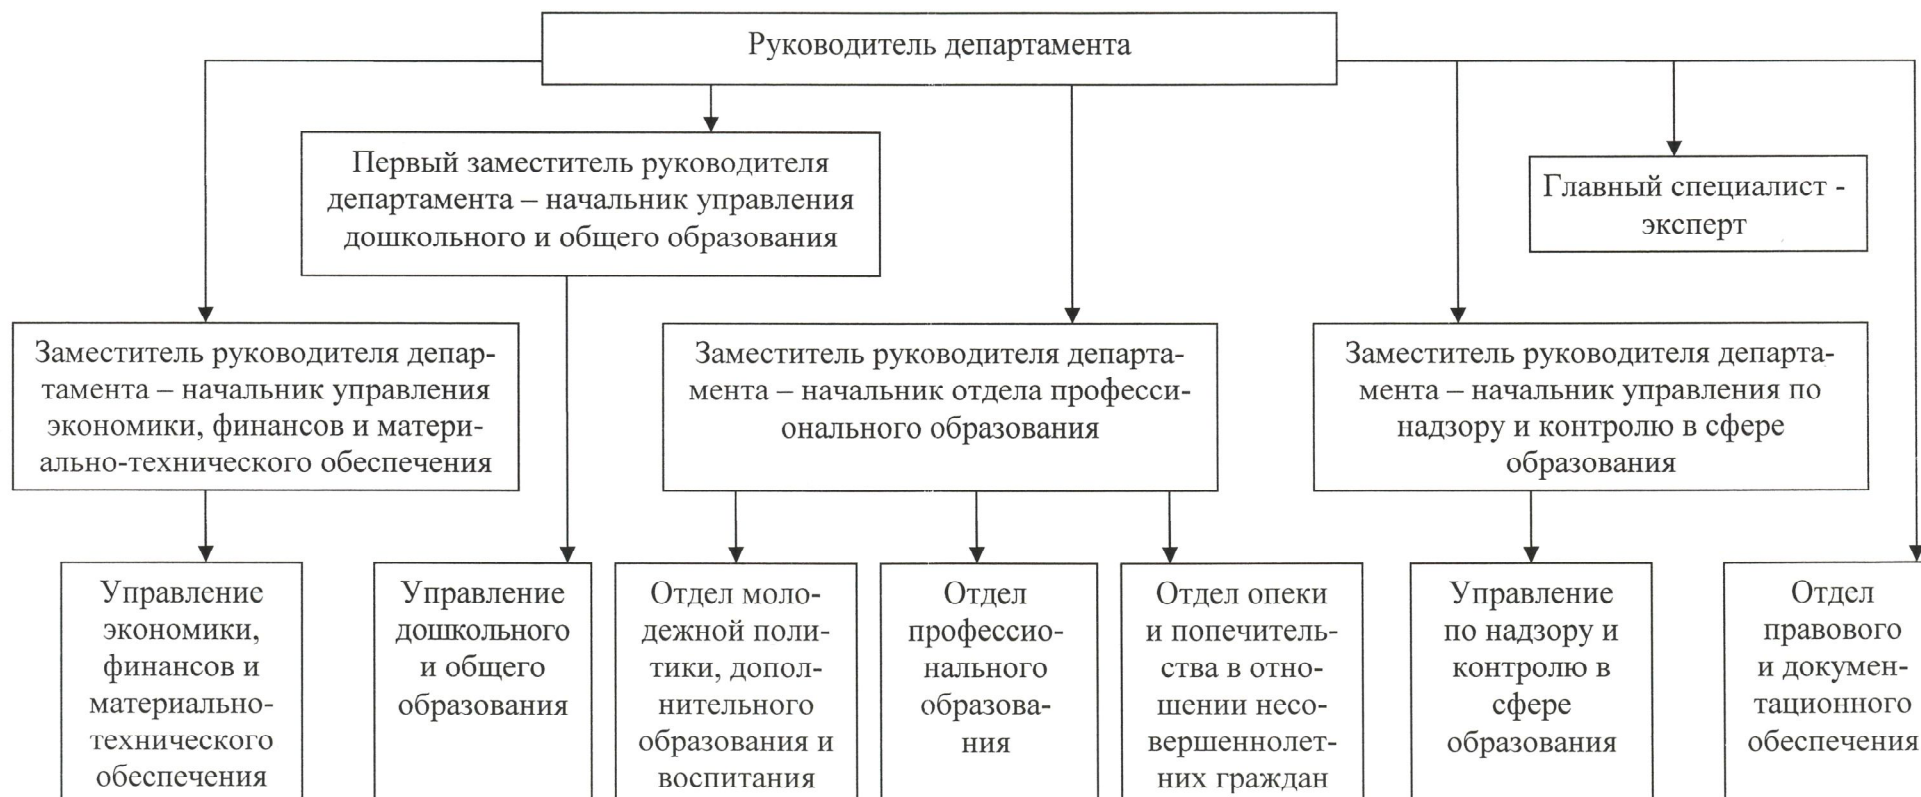 Руководитель департамента
Первый заместитель руководителя
департамента – начальник управления
дошкольного и общего образования
Главный специалист -
эксперт
Заместитель руководителя депар-
тамента – начальник управления
экономики, финансов и матери-
ально-технического обеспечения
Заместитель руководителя департа-
мента – начальник отдела професси-
онального образования
Заместитель руководителя департа-
мента – начальник управления по
надзору и контролю в сфере
образования
Управление
экономики,
финансов и
материально-
технического
обеспечения
Управление
дошкольного
и общего
образования
Отдел моло-
дежной поли-
тики, допол-
нительного
образования и
воспитания
Отдел
профессио-
нального
образова-
ния
Отдел опеки
и попечитель-
ства в отно-
шении несо-
вершеннолет-
них граждан
Управление
по надзору и
контролю в
сфере
образования
Отдел
правового
и докумен-
тационного
обеспечения